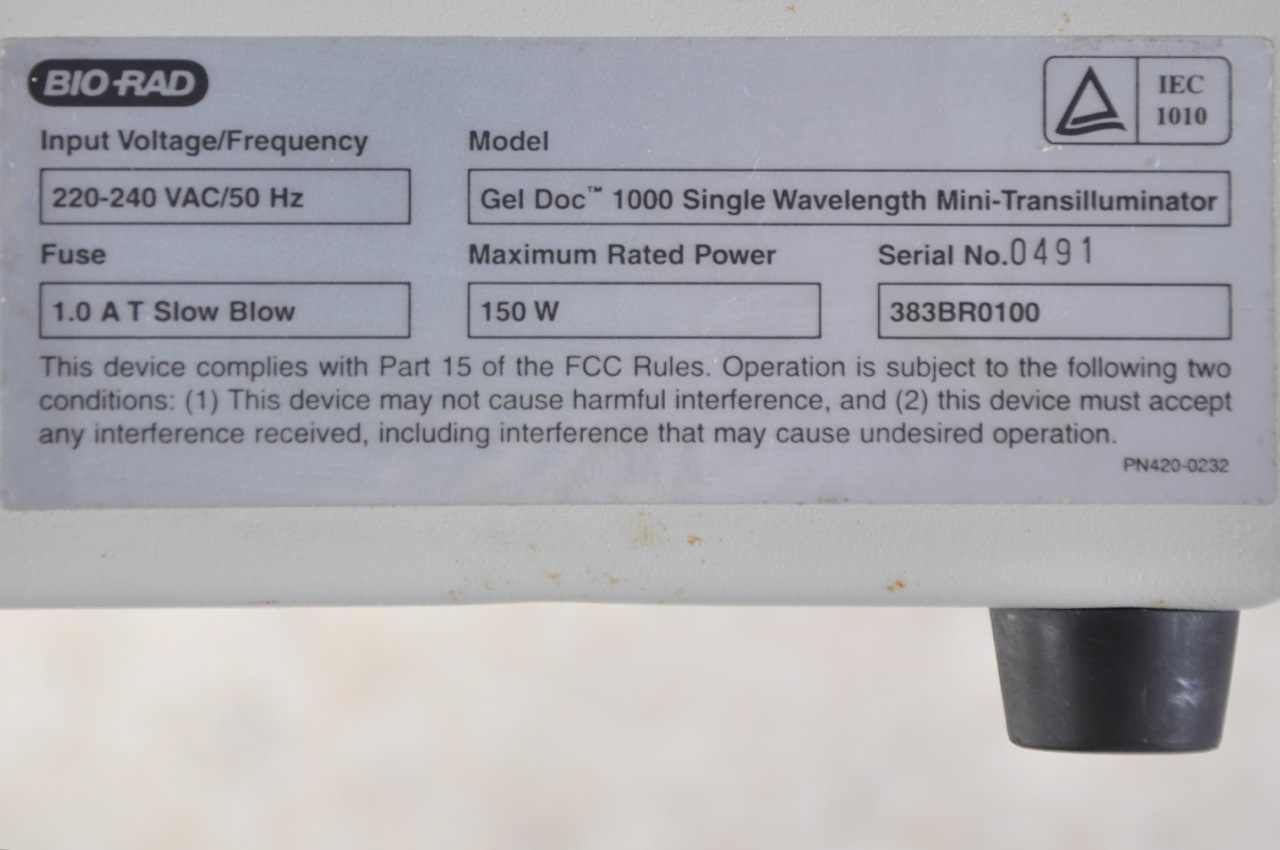 BIO-RAD
IEC
1010
Input Voltage/Frequency
Model
220-240 VAC/50 Hz
Gel Doc™ 1000 Single Wavelength Mini-Transilluminator
Fuse
Maximum Rated Power
Serial No.0491
1.0 A T Slow Blow
150 W
383BR0100
This device complies with Part 15 of the FCC Rules. Operation is subject to the following two
conditions: (1) This device may not cause harmful interference, and (2) this device must accept
any interference received, including interference that may cause undesired operation.
PN420-0232